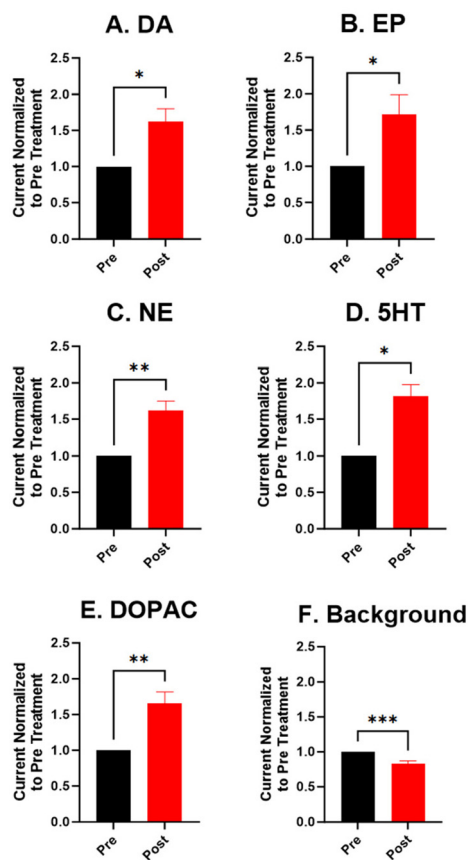 A. DA
Current Normalized
to Pre Treatment
2.5
2.0
1.5
1.0
0.5
0.0
*
Pre
Post
B. EP
Current Normalized
to Pre Treatment
2.5
2.0
1.5
1.0
0.5
0.0
*
Pre
Post
C. NE
Current Normalized
to Pre Treatment
2.5
2.0
1.5
1.0
0.5
0.0
**
Pre
Post
D. 5HT
Current Normalized
to Pre Treatment
2.5
2.0
1.5
1.0
0.5
0.0
*
Pre
Post
E. DOPAC
Current Normalized
to Pre Treatment
2.5
2.0
1.5
1.0
0.5
0.0
**
Pre
Post
F. Background
Current Normalized
to Pre Treatment
2.5
2.0
1.5
1.0
0.5
0.0
***
Pre
Post